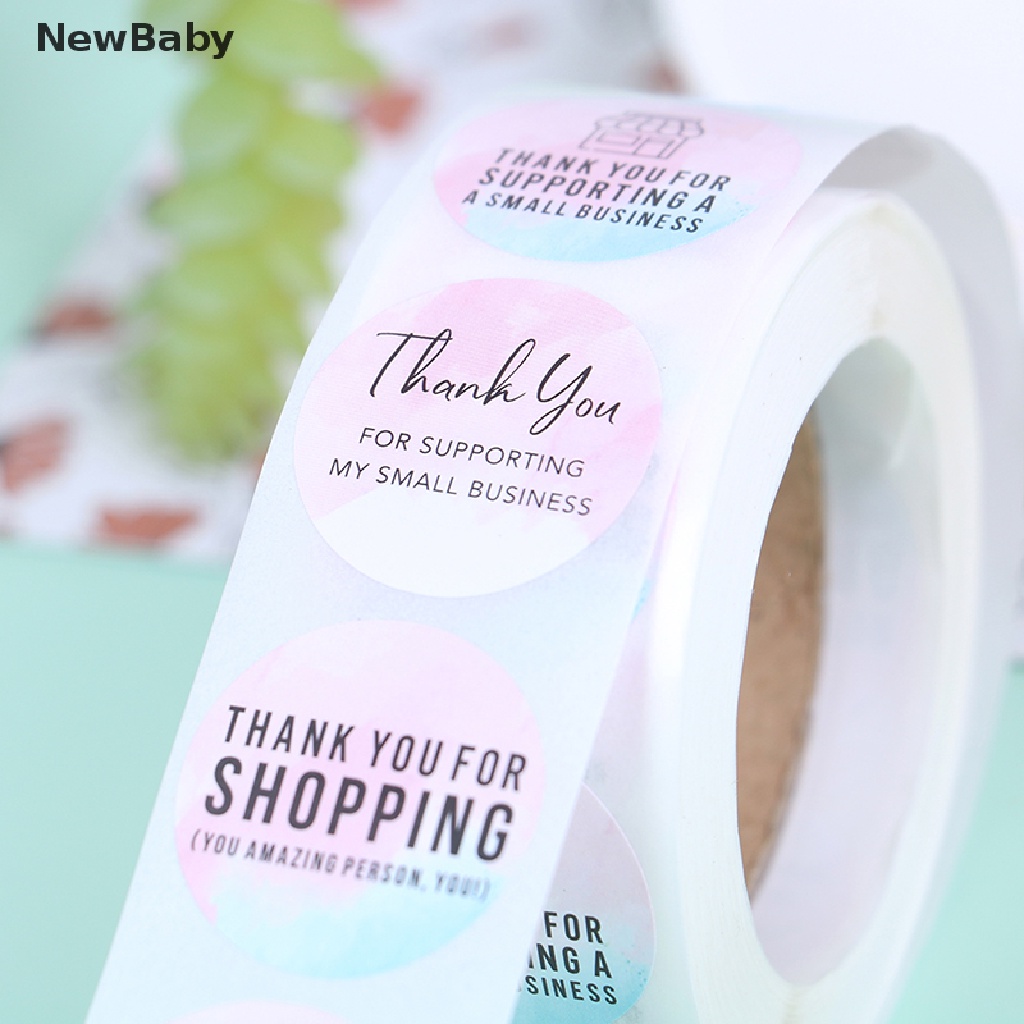 NewBaby
THANK YOU FOR
SUPPORTING A
A SMALL BUSINESS
Thank You
FOR SUPPORTING
MY SMALL BUSINESS
THANK YOU FOR
SHOPPING
(YOU AMAZING PERSON, YOU!)
FOR
ING A
SINESS